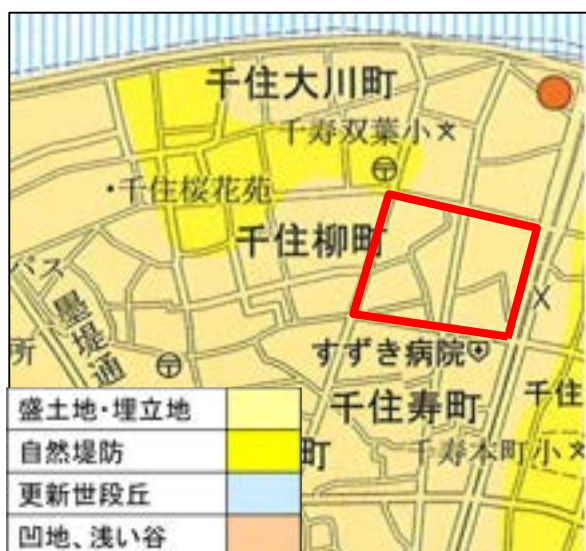 千住大川町
千寿双葉小
・千住桜花苑
千住柳町
バス
墨堤通
所
すずき病院
千住寿町
千住
町
千寿本町小
盛土地・埋立地
自然堤防
更新世段丘
凹地、浅い谷